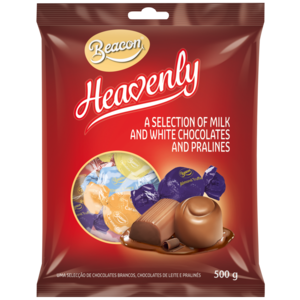 Beacon
Heavenly
A SELECTION OF MILK
AND WHITE CHOCOLATES
AND PRALINES
UMA SELECÇÃO DE CHOCOLATES BRANCOS, CHOCOLATES DE LEITE E PRALINÉS
500 g